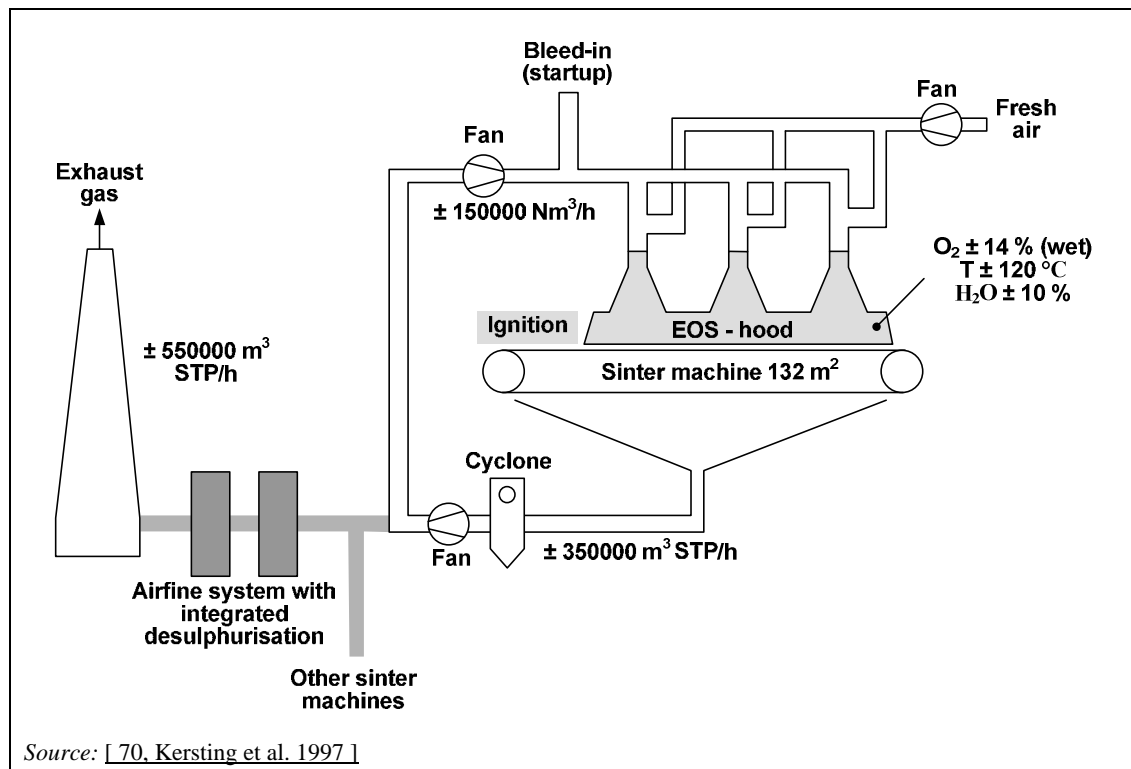 Bleed-in
(startup)
Fan
Fresh
air
Fan
Exhaust
gas
± 150000 Nm³/h
O₂ ± 14 % (wet)
T ± 120 °C
H₂O ± 10 %
Ignition
EOS - hood
± 550000 m³
STP/h
Sinter machine 132 m²
Cyclone
Fan
± 350000 m³ STP/h
Airfine system with
integrated
desulphurisation
Other sinter
machines
Source: [ 70, Kersting et al. 1997 ]